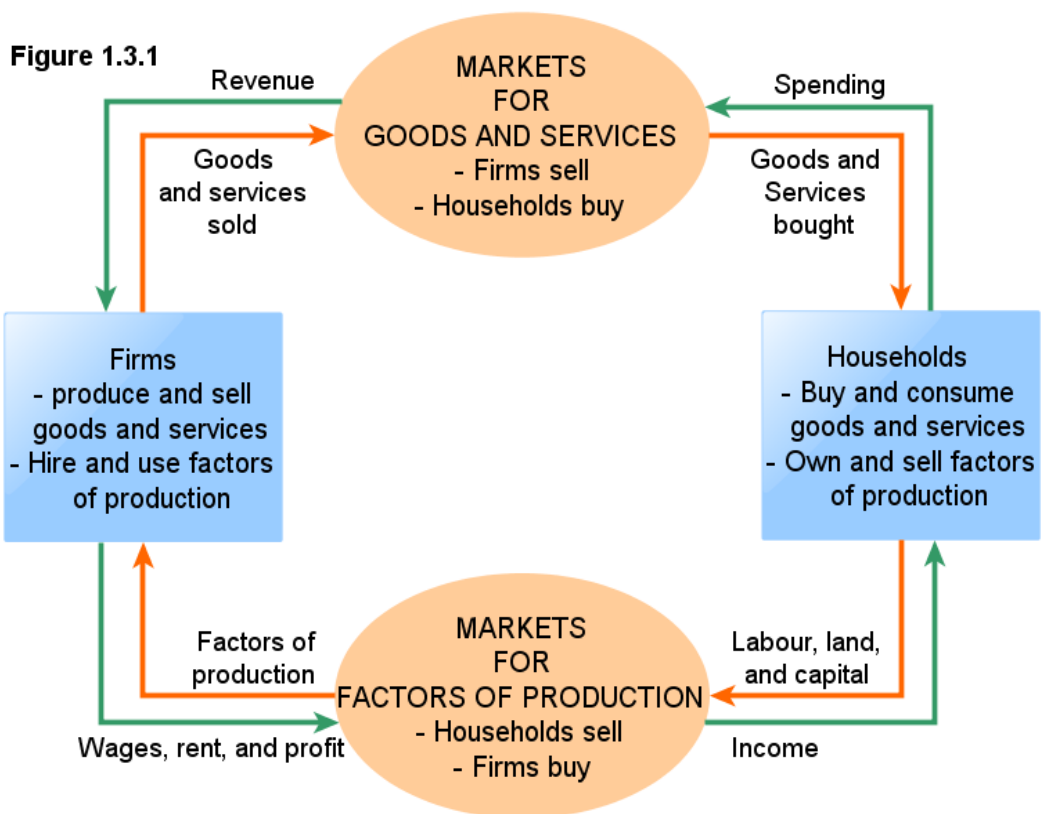 Figure 1.3.1
Revenue
MARKETS
FOR
GOODS AND SERVICES
- Firms sell
- Households buy
Spending
Goods
and services
sold
Goods and
Services
bought
Firms
- produce and sell
goods and services
- Hire and use factors
of production
Households
- Buy and consume
goods and services
- Own and sell factors
of production
Factors of
production
MARKETS
FOR
FACTORS OF PRODUCTION
- Households sell
- Firms buy
Labour, land,
and capital
Wages, rent, and profit
Income